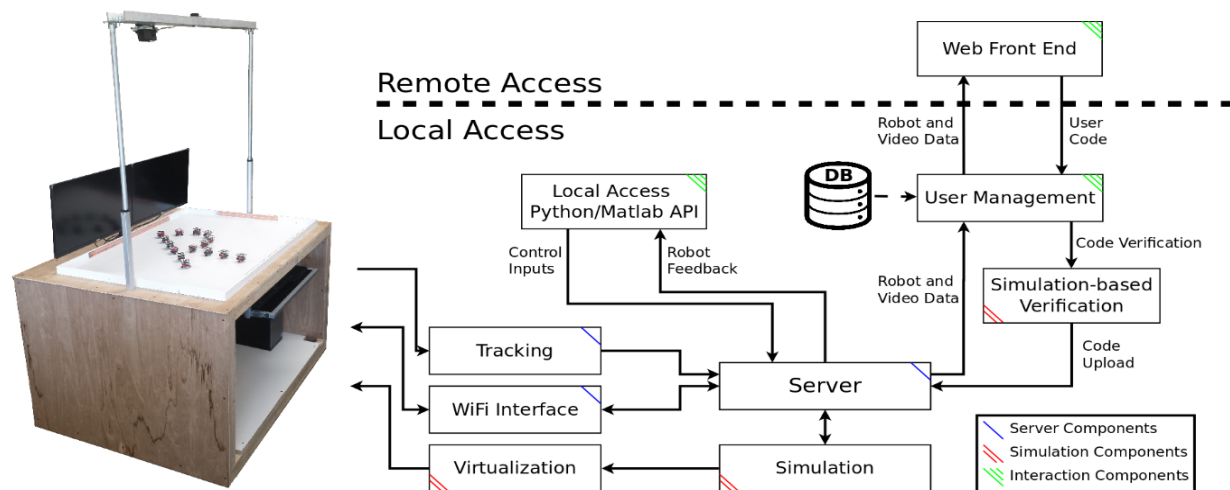 Web Front End
Remote Access
Local Access
Robot and
Video Data
User
Code
DB
Local Access
Python/Matlab API
User Management
Control
Inputs
Robot
Feedback
Code Verification
Robot and
Video Data
Simulation-based
Verification
Tracking
Code
Upload
Server
WiFi Interface
Server Components
Simulation Components
Interaction Components
Virtualization
Simulation